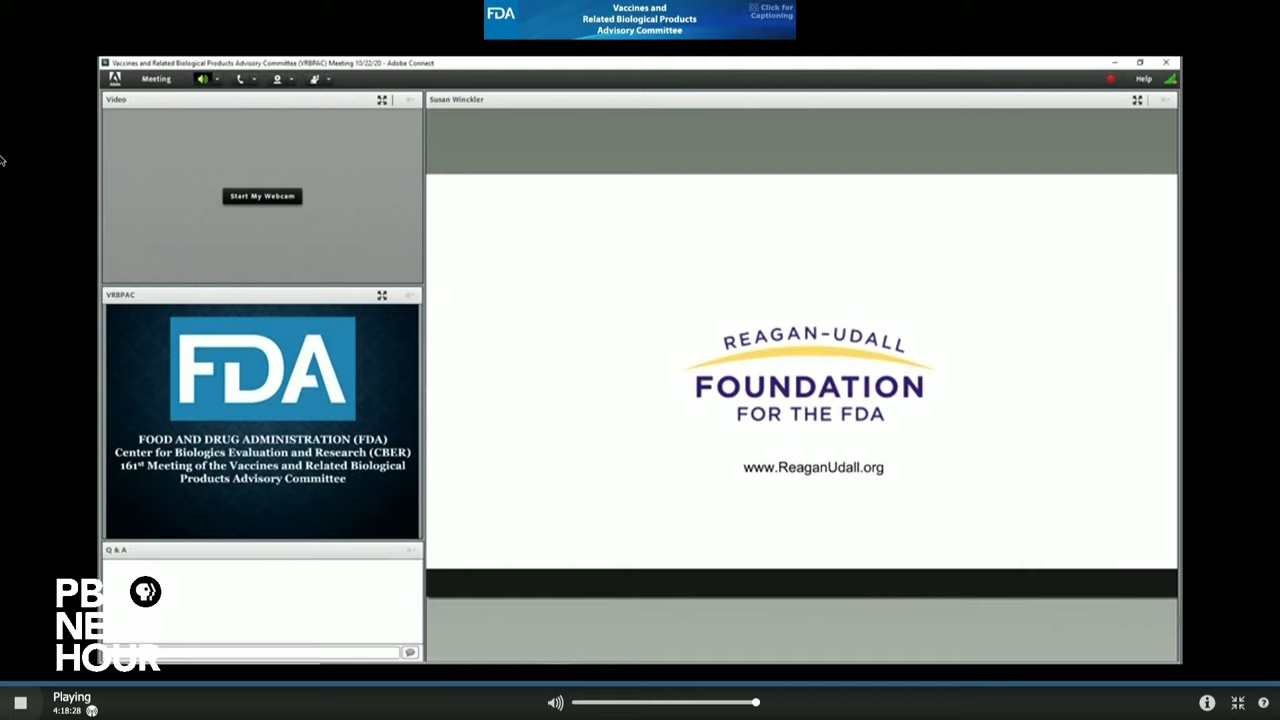 FDA
Vaccines and
Related Biological Products
Advisory Committee
CC Click for
Captioning
Vaccines and Related Biological Products Advisory Committee (VRBPAC) Meeting 10/22/20 - Adobe Connect
Meeting
Help
Video
Susan Winckler
Start My Webcam
VRBPAC
FDA
FOOD AND DRUG ADMINISTRATION (FDA)
Center for Biologics Evaluation and Research (CBER)
161st Meeting of the Vaccines and Related Biological
Products Advisory Committee
REAGAN-UDALL
FOUNDATION
FOR THE FDA
www.ReaganUdall.org
Q & A
PB
NE
HOUR
Playing
4:18:28